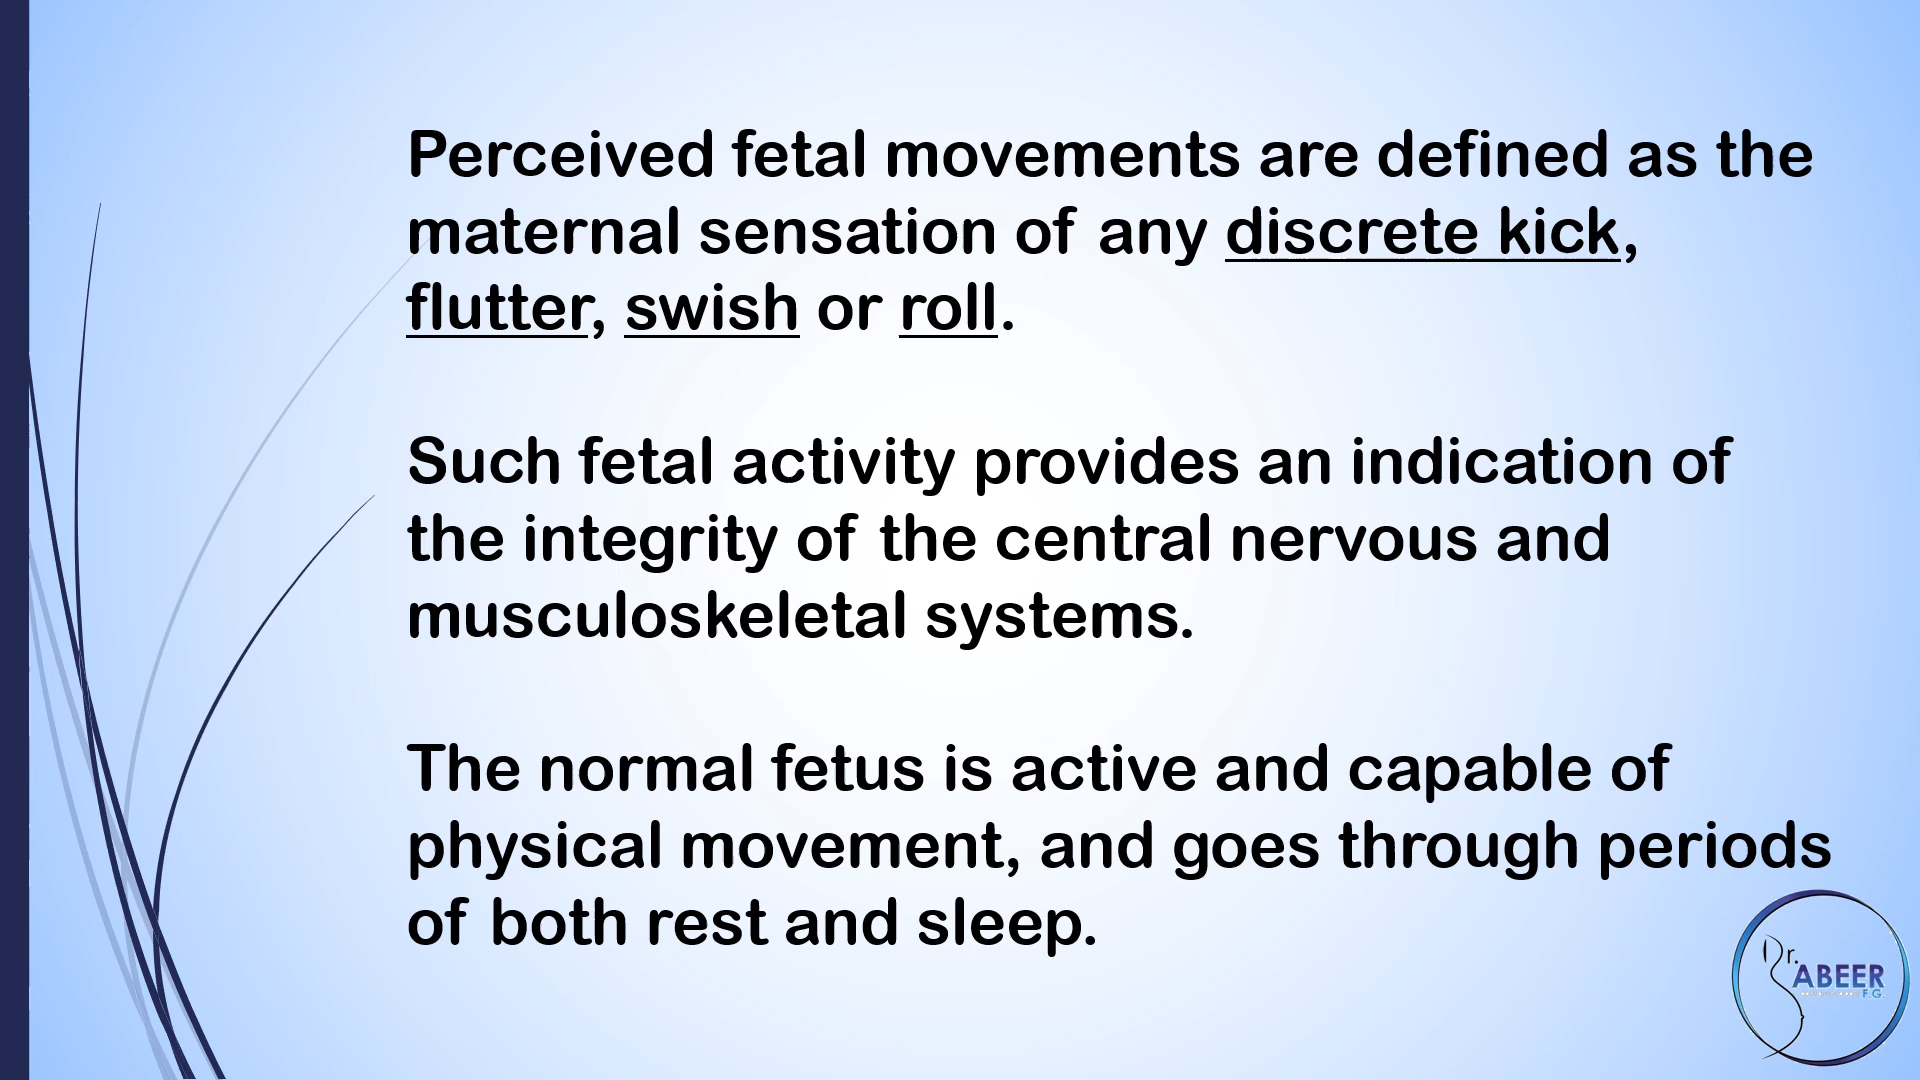 Perceived fetal movements are defined as the
maternal sensation of any discrete kick,
flutter, swish or roll.
Such fetal activity provides an indication of
the integrity of the central nervous and
musculoskeletal systems.
The normal fetus is active and capable of
physical movement, and goes through periods
of both rest and sleep.
Dr.
ABEER
F.G.